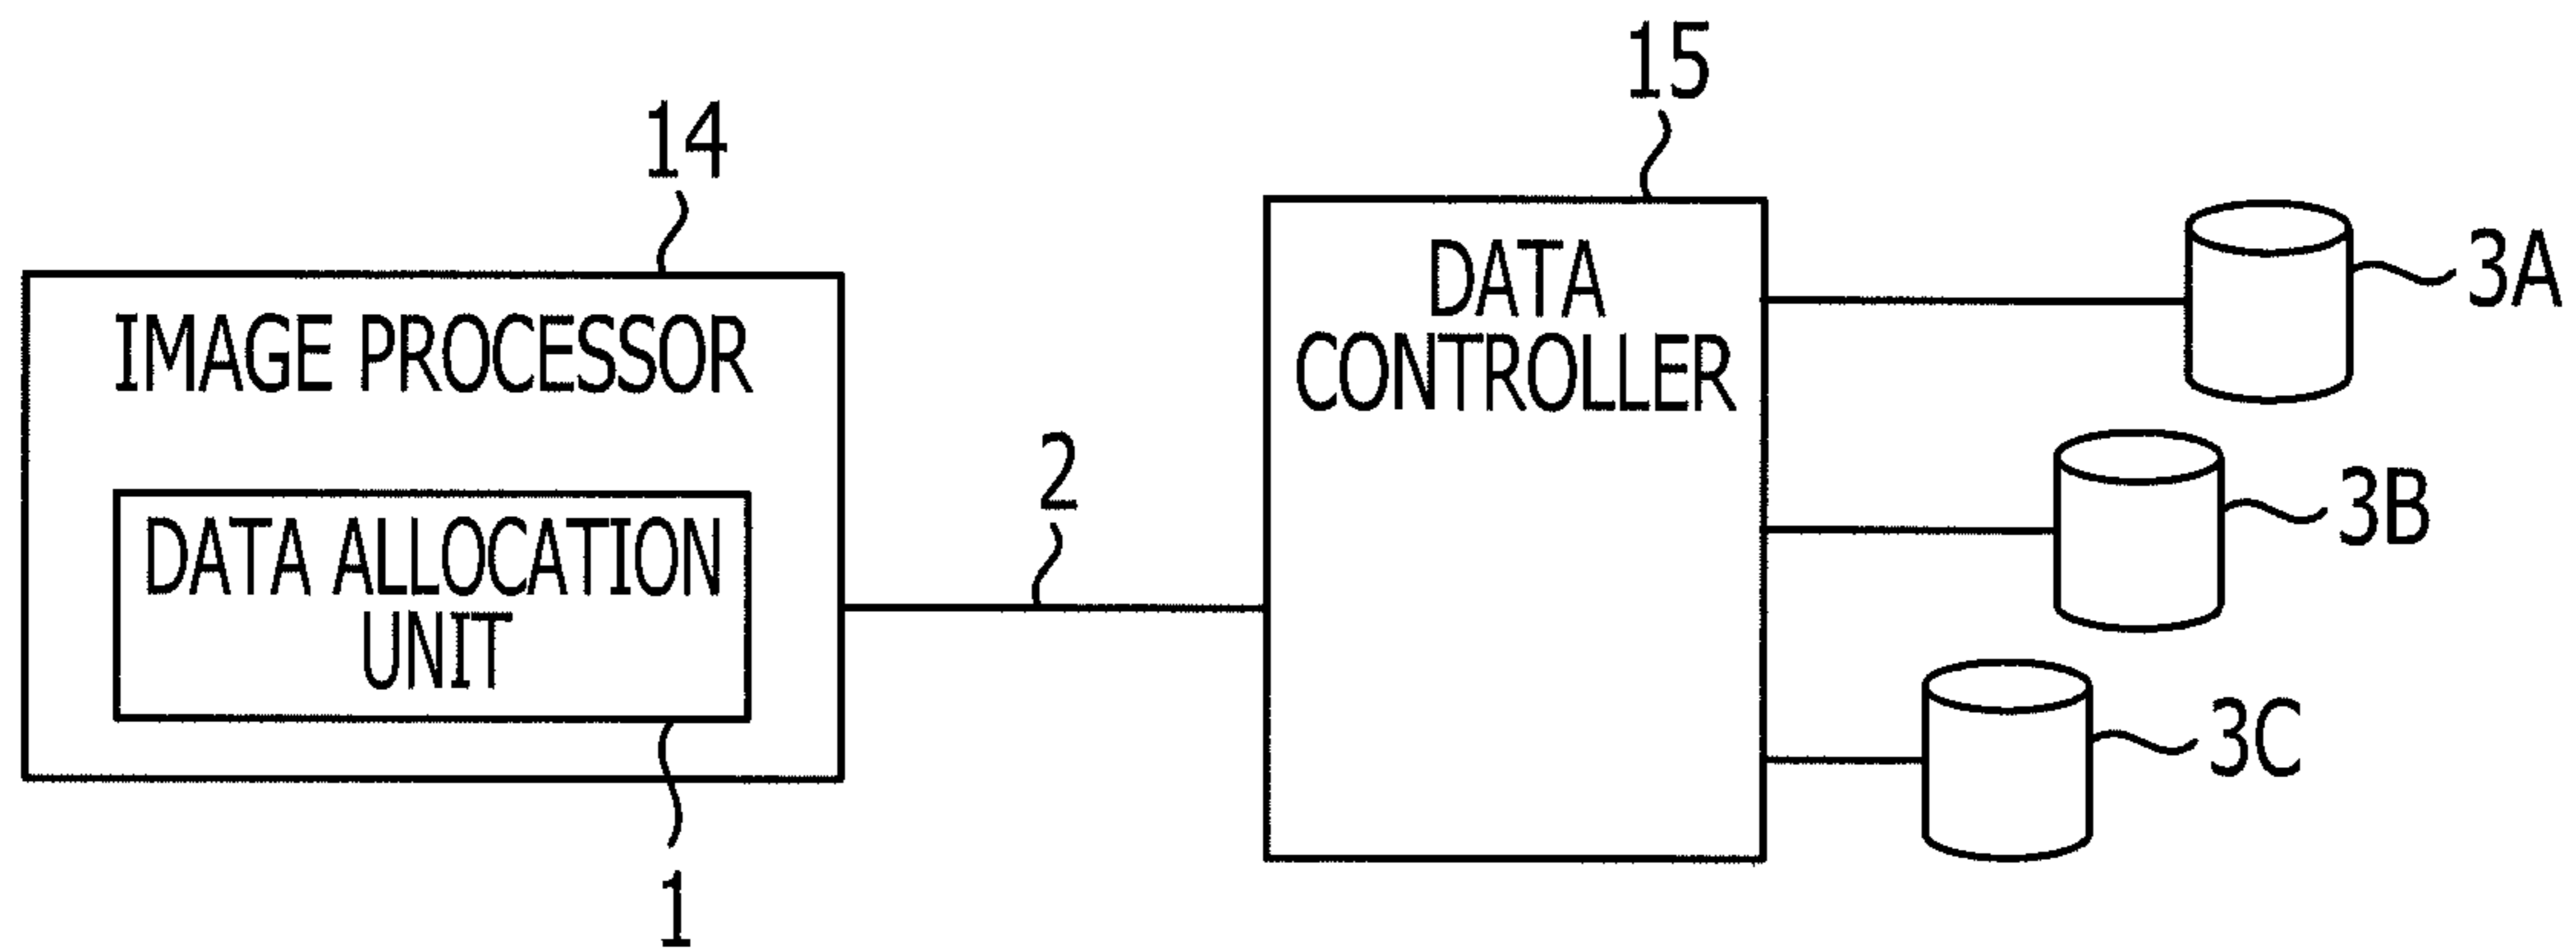 14
IMAGE PROCESSOR
DATA ALLOCATION
UNIT
1
2
15
DATA
CONTROLLER
3A
3B
3C